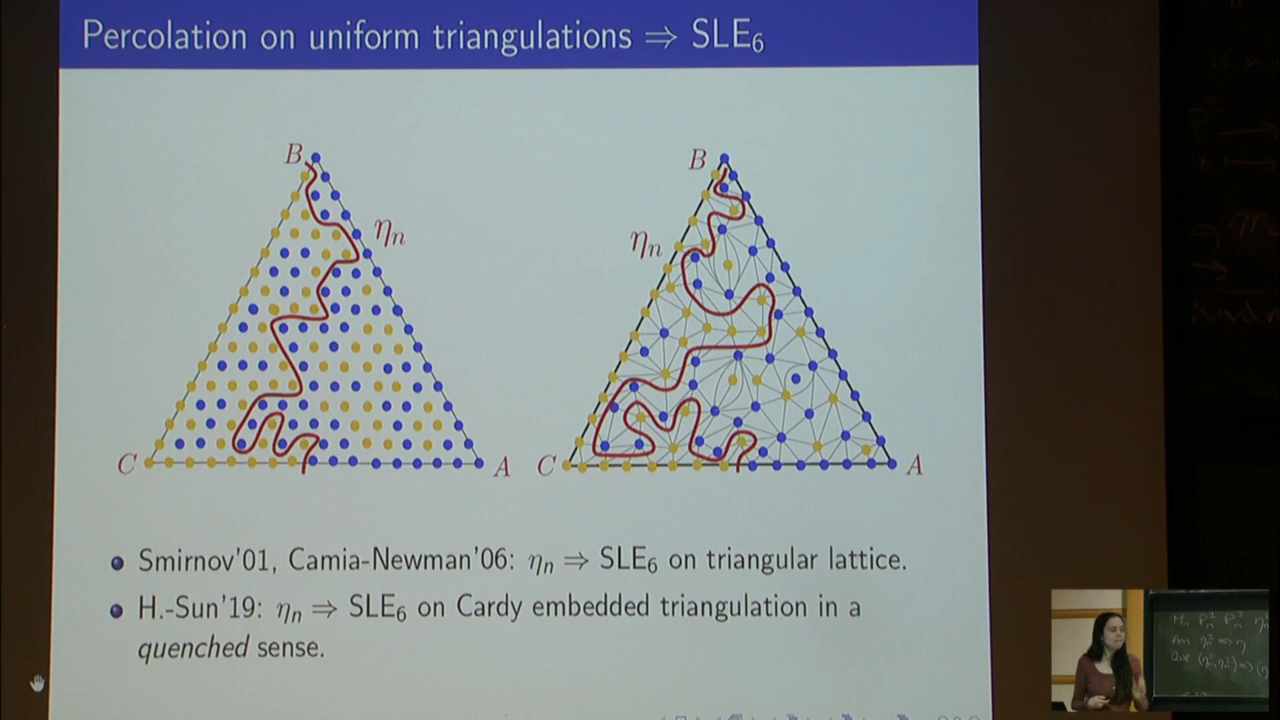 Percolation on uniform triangulations ⇒ SLE₆
B
ηₙ
C
A
B
ηₙ
C
A
Smirnov'01, Camia-Newman'06: ηₙ ⇒ SLE₆ on triangular lattice.
H.-Sun'19: ηₙ ⇒ SLE₆ on Cardy embedded triangulation in a
quenched sense.